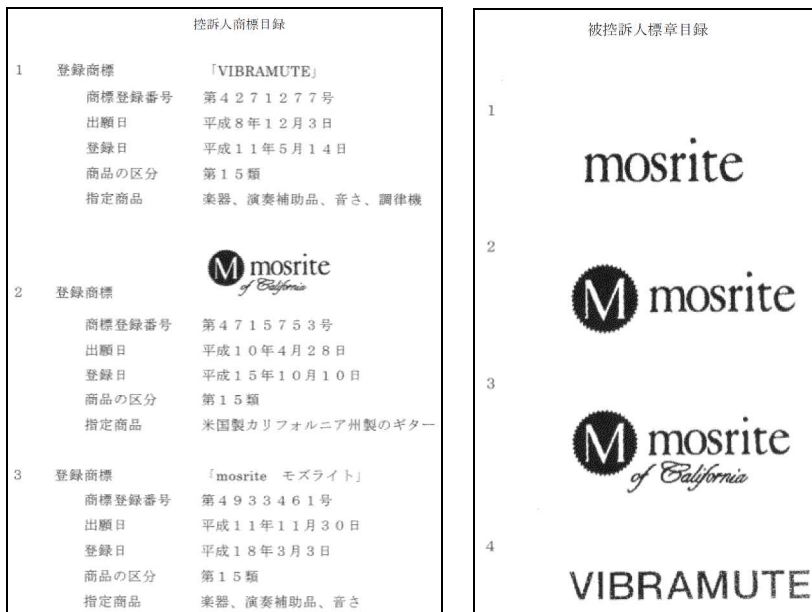 控訴人商標目録
1 登録商標 「VIBRAMUTE」
商標登録番号 第4271277号
出願日 平成8年12月3日
登録日 平成11年5月14日
商品の区分 第15類
指定商品 楽器、演奏補助品、音さ、調律機
M mosrite
of California
2 登録商標
商標登録番号 第4715753号
出願日 平成10年4月28日
登録日 平成15年10月10日
商品の区分 第15類
指定商品 米国製カリフォルニア州製のギター
3 登録商標 「mosrite モズライト」
商標登録番号 第4933461号
出願日 平成11年11月30日
登録日 平成18年3月3日
商品の区分 第15類
指定商品 楽器、演奏補助品、音さ
被控訴人標章目録
1
mosrite
2
M mosrite
3
M mosrite
of California
4
VIBRAMUTE